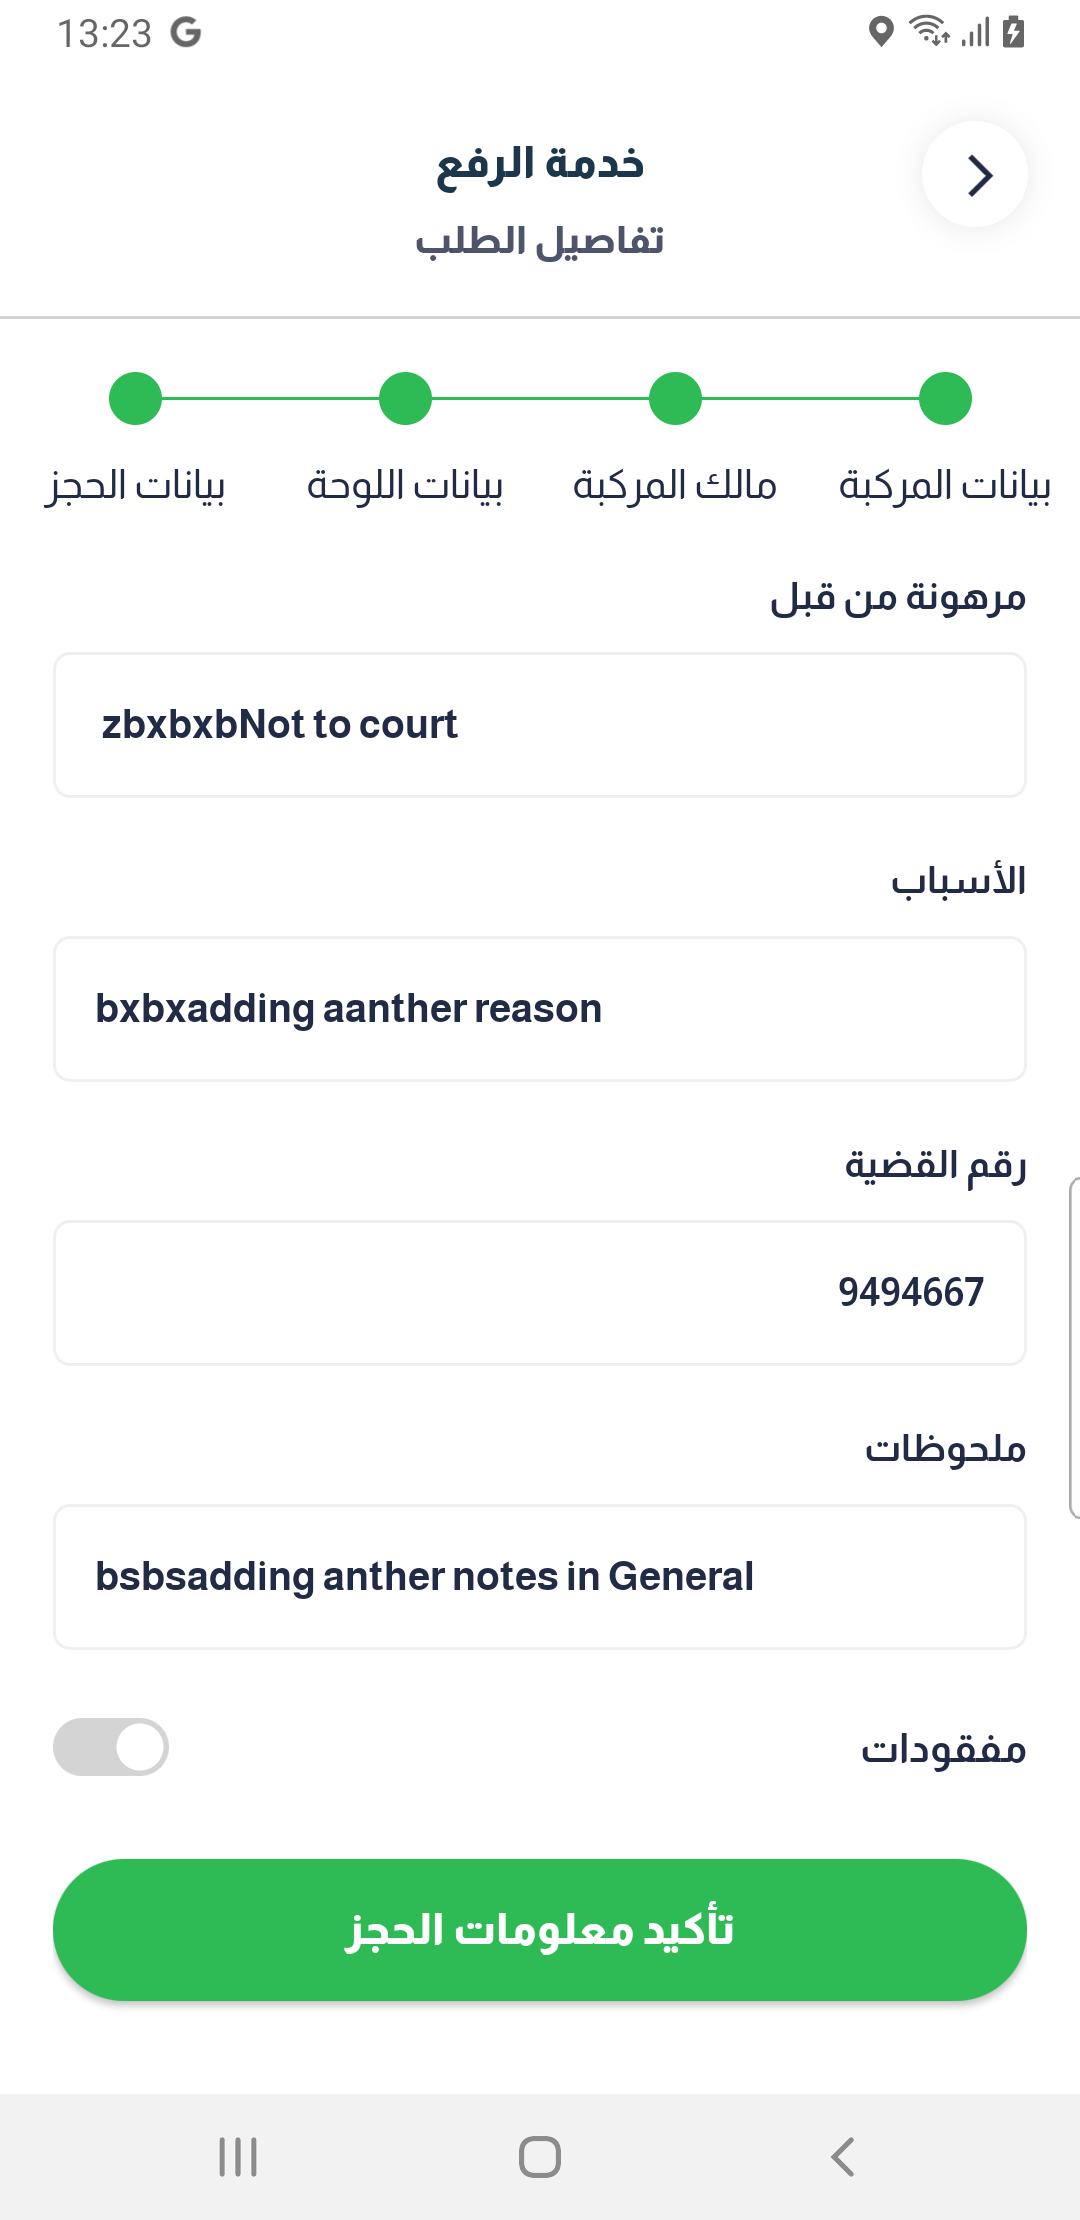 13:23
خدمة الرفع
تفاصيل الطلب
بيانات المركبة
مالك المركبة
بيانات اللوحة
بيانات الحجز
مرهونة من قبل
zbxbxbNot to court
الأسباب
bxbxadding aanther reason
رقم القضية
9494667
ملحوظات
bsbsadding anther notes in General
مفقودات
تأكيد معلومات الحجز